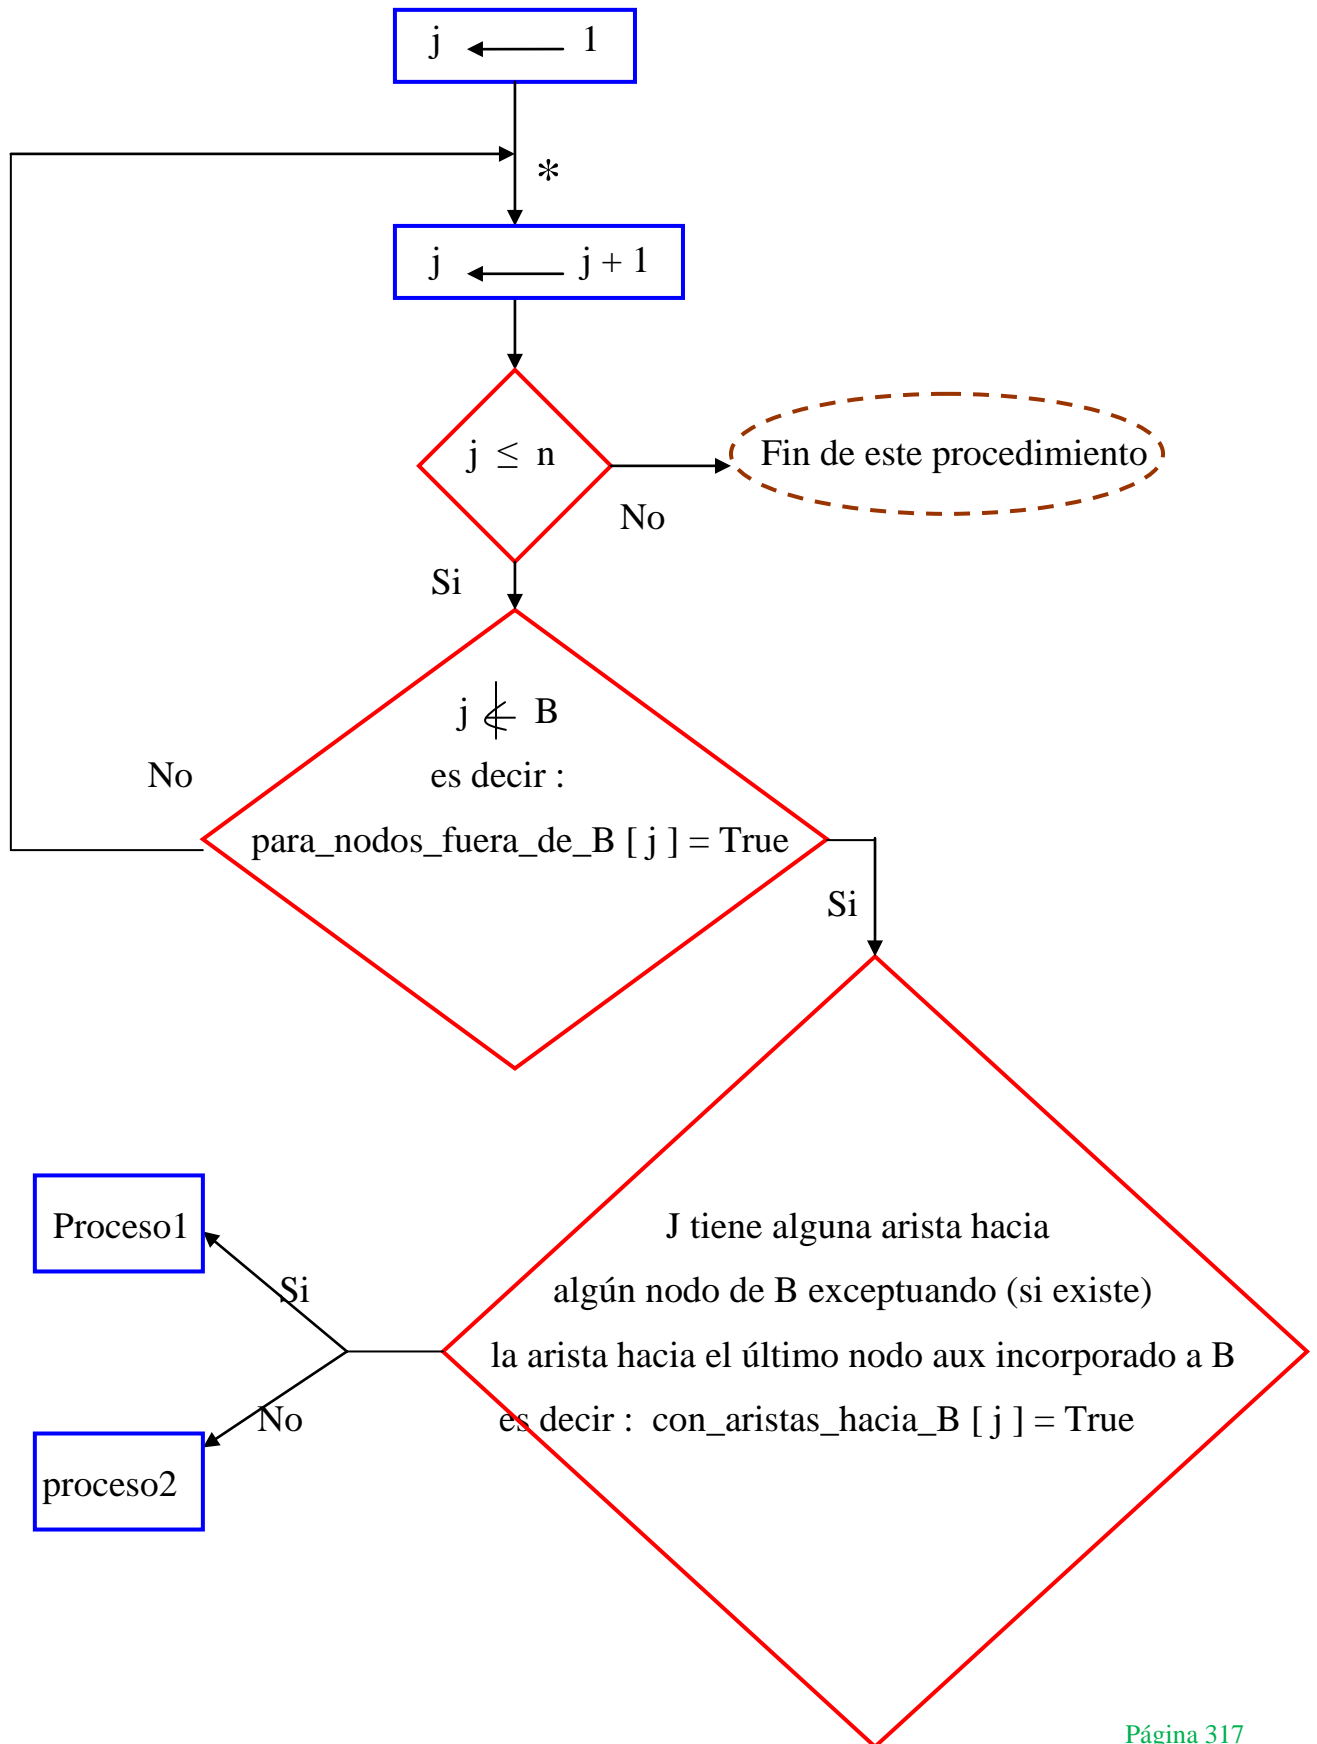 j ← 1
*
j ← j + 1
j ≤ n
Fin de este procedimiento
No
Si
j ∉ B
No
es decir :
para_nodos_fuera_de_B [ j ] = True
Si
Proceso1
J tiene alguna arista hacia
Si
algún nodo de B exceptuando (si existe)
la arista hacia el último nodo aux incorporado a B
No
es decir : con_aristas_hacia_B [ j ] = True
proceso2
Página 317